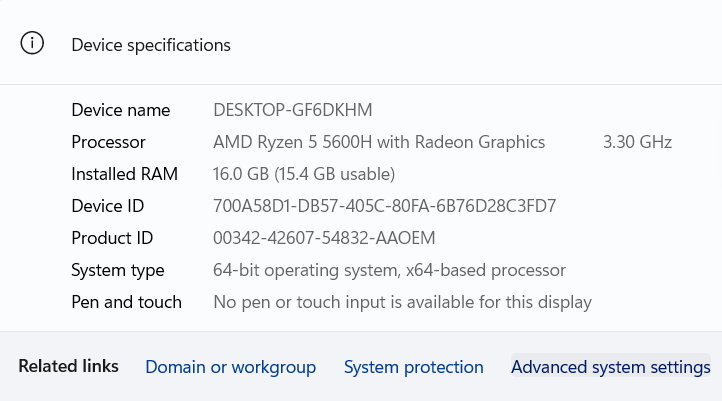 Device specifications
Device name DESKTOP-GF6DKHM
Processor AMD Ryzen 5 5600H with Radeon Graphics 3.30 GHz
Installed RAM 16.0 GB (15.4 GB usable)
Device ID 700A58D1-DB57-405C-80FA-6B76D28C3FD7
Product ID 00342-42607-54832-AAOEM
System type 64-bit operating system, x64-based processor
Pen and touch No pen or touch input is available for this display
Related links Domain or workgroup System protection Advanced system settings